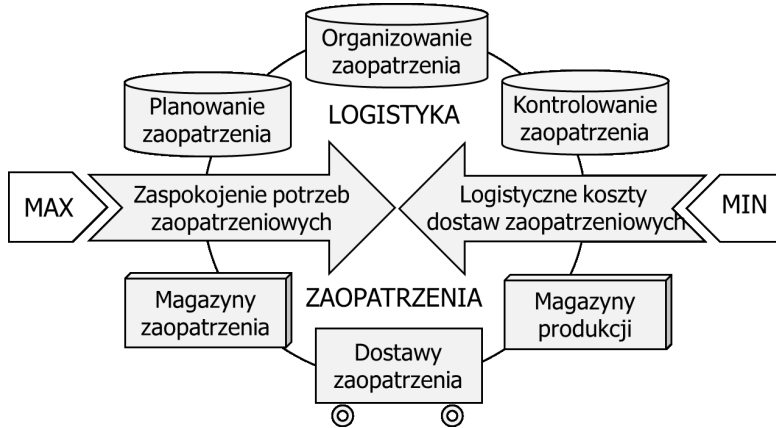 Organizowanie
zaopatrzenia
Planowanie
zaopatrzenia
LOGISTYKA
Kontrolowanie
zaopatrzenia
MAX
Zaspokojenie potrzeb
zaopatrzeniowych
Logistyczne koszty
dostaw zaopatrzeniowych
MIN
Magazyny
zaopatrzenia
ZAOPATRZENIA
Magazyny
produkcji
Dostawy
zaopatrzenia